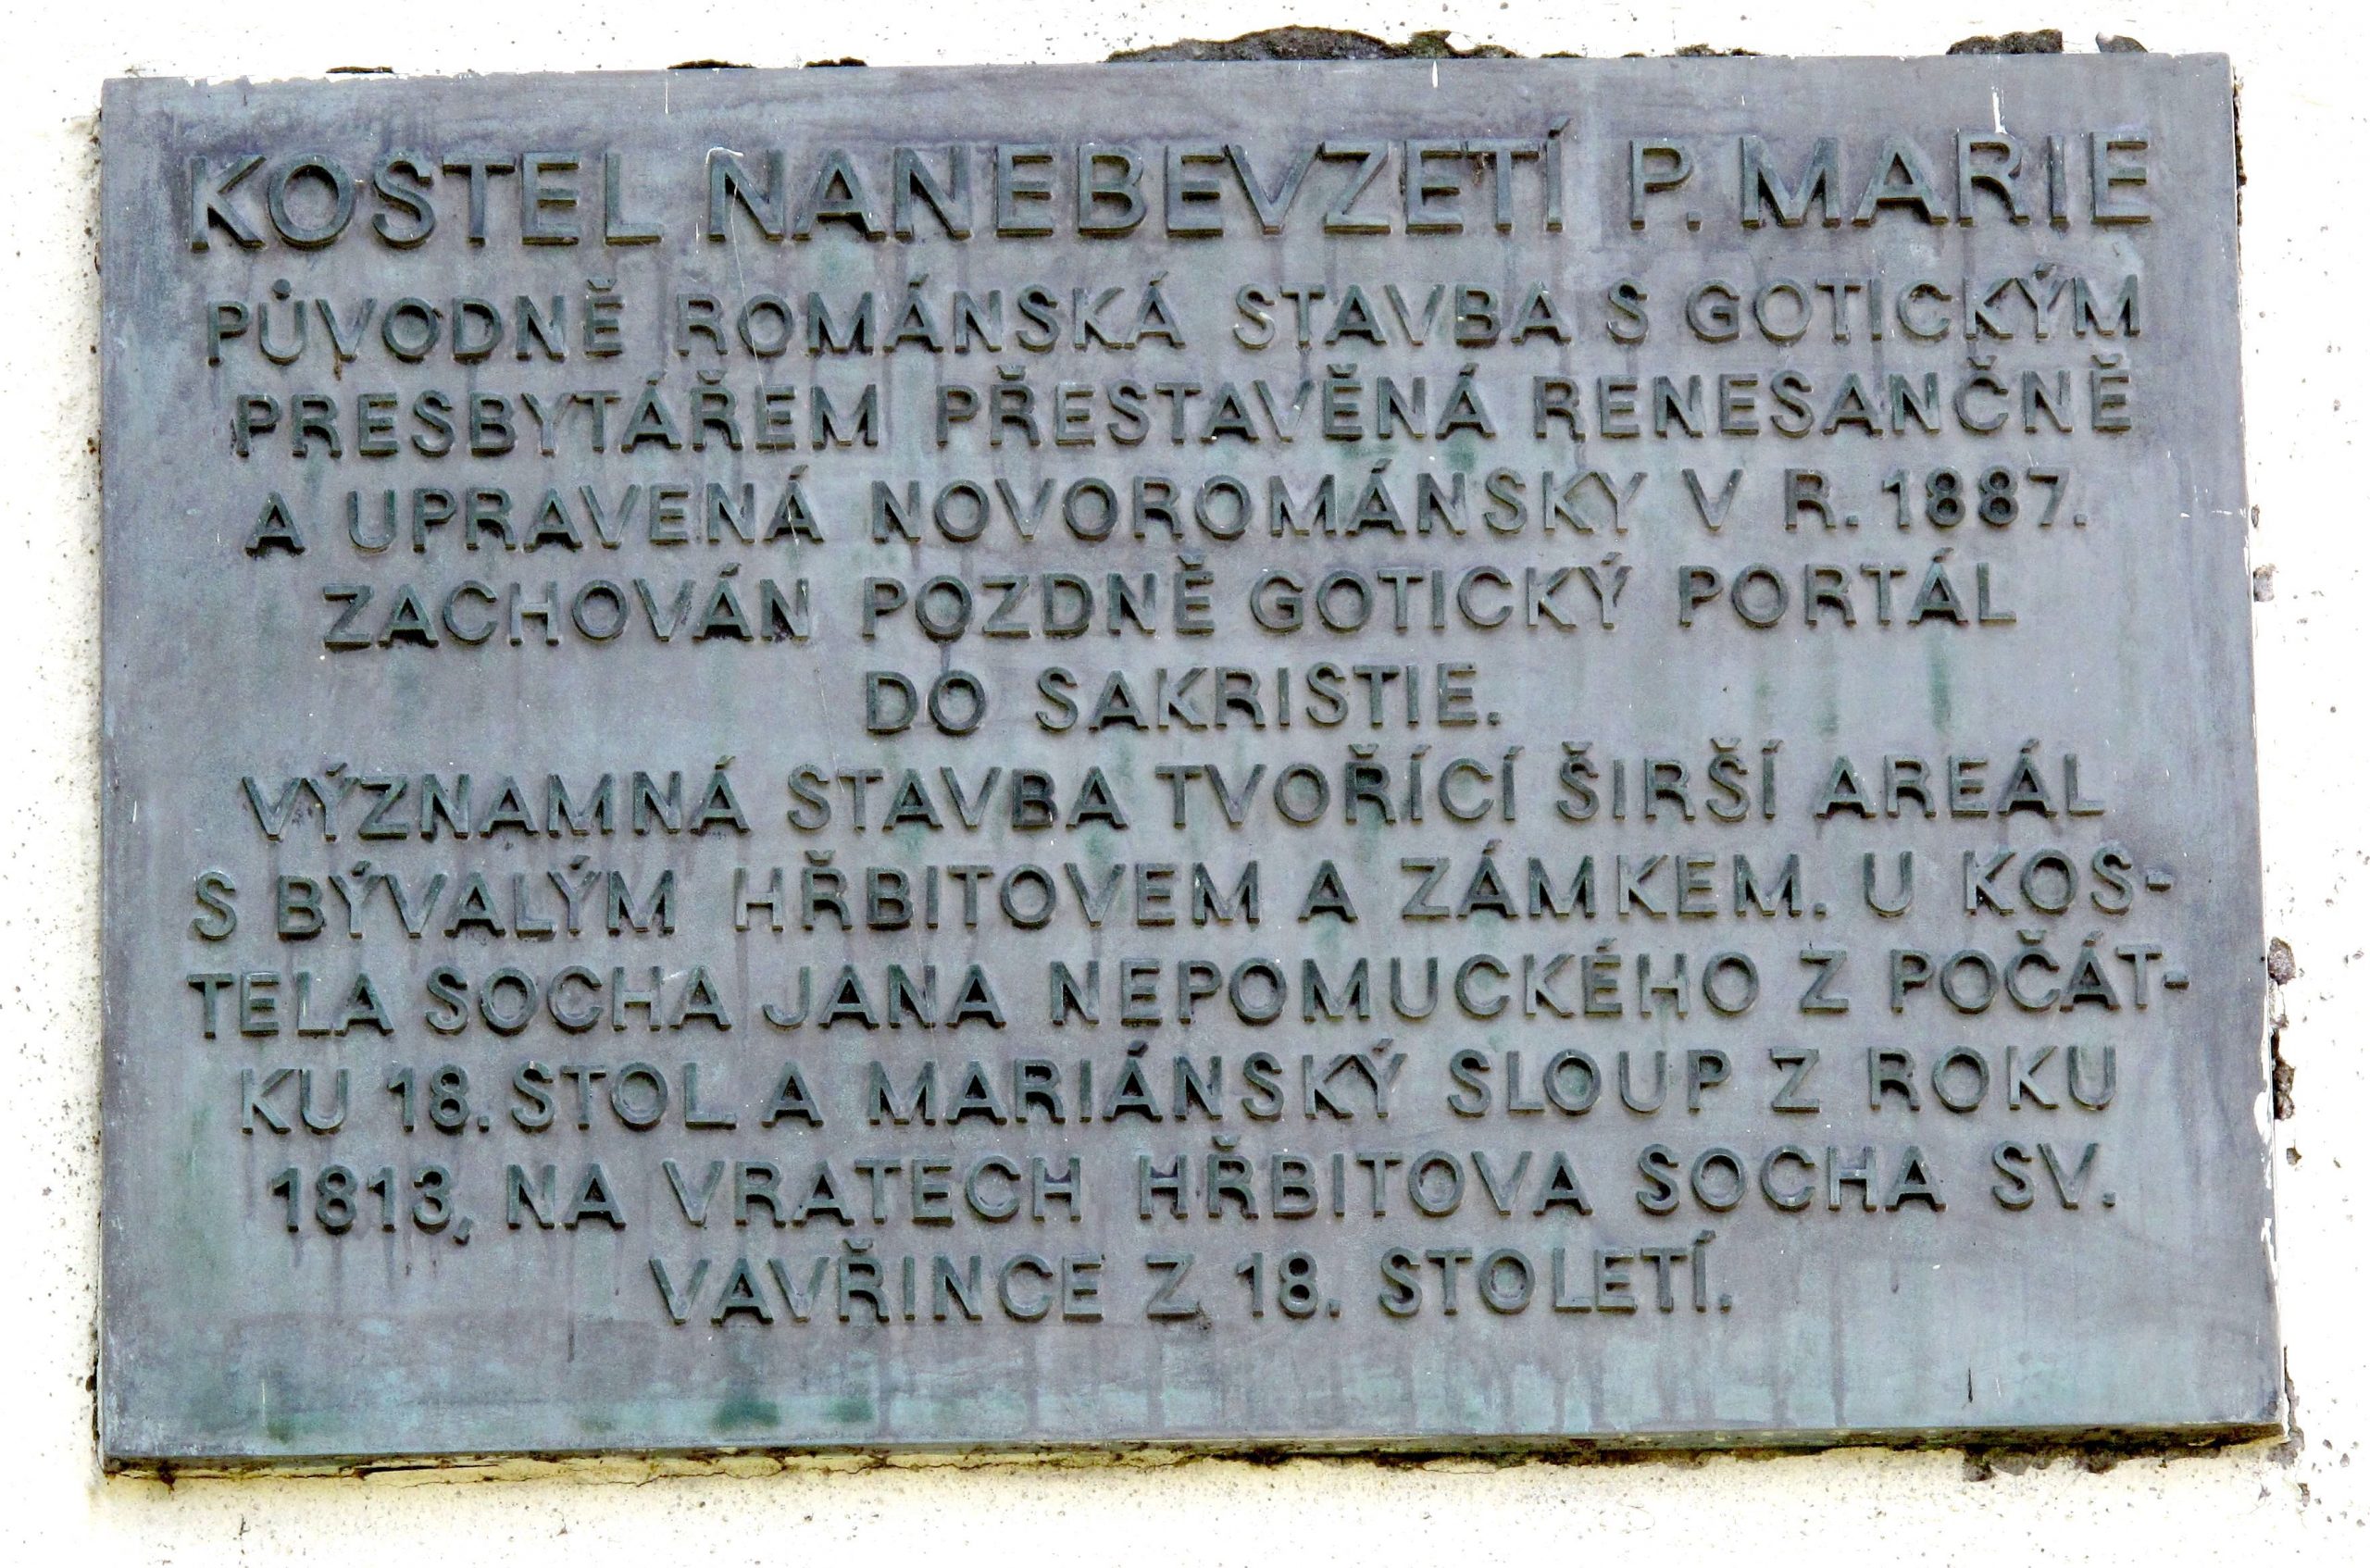 KOSTEL NANEBEVZETÍ P. MARIE
PŮVODNĚ ROMÁNSKÁ STAVBA S GOTICKÝM
PRESBYTÁŘEM PŘESTAVĚNÁ RENESANČNĚ
A UPRAVENÁ NOVOROMÁNSKY V R. 1887.
ZACHOVÁN POZDNĚ GOTICKÝ PORTÁL
DO SAKRISTIE.
VÝZNAMNÁ STAVBA TVOŘÍCÍ ŠIRŠÍ AREÁL
S BÝVALÝM HŘBITOVEM A ZÁMKEM. U KOS-
TELA SOCHA JANA NEPOMUCKÉHO Z POČÁT-
KU 18. STOL A MARIÁNSKÝ SLOUP Z ROKU
1813, NA VRATECH HŘBITOVA SOCHA SV.
VAVŘINCE Z 18. STOLETÍ.